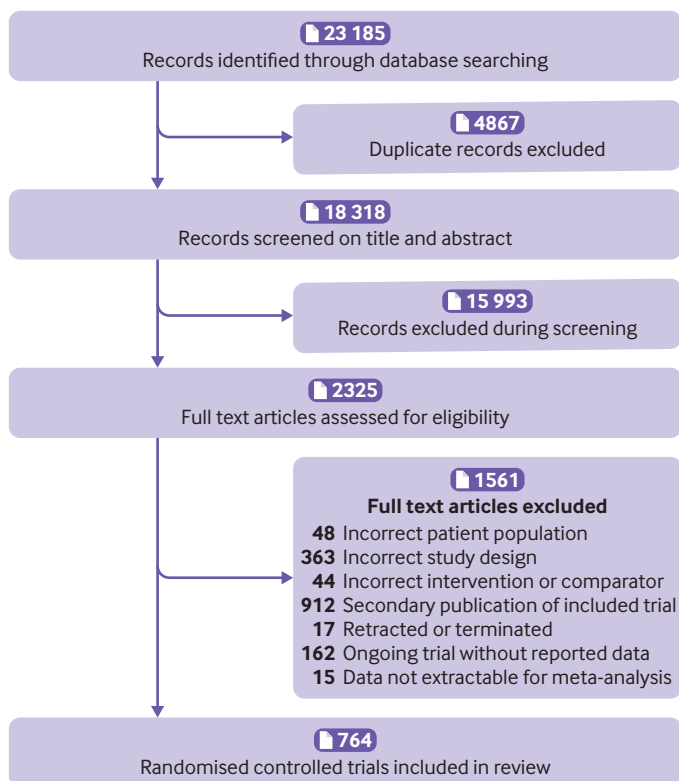 23 185
Records identified through database searching
4867
Duplicate records excluded
18 318
Records screened on title and abstract
15 993
Records excluded during screening
2325
Full text articles assessed for eligibility
1561
Full text articles excluded
48 Incorrect patient population
363 Incorrect study design
44 Incorrect intervention or comparator
912 Secondary publication of included trial
17 Retracted or terminated
162 Ongoing trial without reported data
15 Data not extractable for meta-analysis
764
Randomised controlled trials included in review